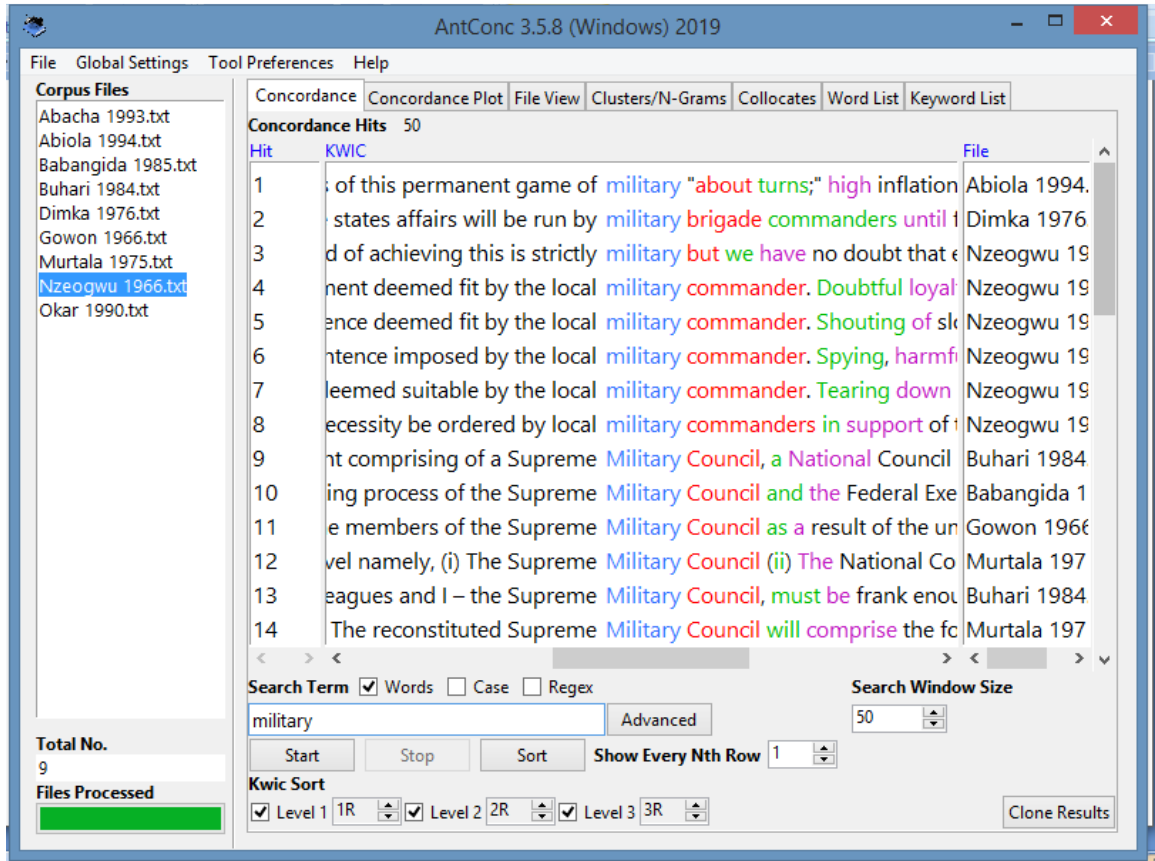 AntConc 3.5.8 (Windows) 2019
File Global Settings Tool Preferences Help
Corpus Files
Abacha 1993.txt
Abiola 1994.txt
Babangida 1985.txt
Buhari 1984.txt
Dimka 1976.txt
Gowon 1966.txt
Murtala 1975.txt
Nzeogwu 1966.txt
Okar 1990.txt
Total No.
9
Files Processed
Concordance Concordance Plot File View Clusters/N-Grams Collocates Word List Keyword List
Concordance Hits 50
Hit KWIC File
1 of this permanent game of military "about turns;" high inflation Abiola 1994.
2 states affairs will be run by military brigade commanders until Dimka 1976
3 of achieving this is strictly military but we have no doubt that Nzeogwu 19
4 deemed fit by the local military commander. Doubtful Nzeogwu 19
5 deemed fit by the local military commander. Shouting of Nzeogwu 19
6 imposed by the local military commander. Spying, Nzeogwu 19
7 suitable by the local military commander. Tearing down Nzeogwu 19
8 be ordered by local military commanders in support of Nzeogwu 19
9 comprising of a Supreme Military Council, a National Council Buhari 1984
10 process of the Supreme Military Council and the Federal Exe Babangida 1
11 members of the Supreme Military Council as a result of the un Gowon 1966
12 namely, (i) The Supreme Military Council (ii) The National Co Murtala 197
13 and I – the Supreme Military Council, must be frank Buhari 1984
14 The reconstituted Supreme Military Council will comprise the Murtala 197
Search Term Words Case Regex Search Window Size
military Advanced 50
Start Stop Sort Show Every Nth Row 1
Kwic Sort
Level 1 1R Level 2 2R Level 3 3R Clone Results